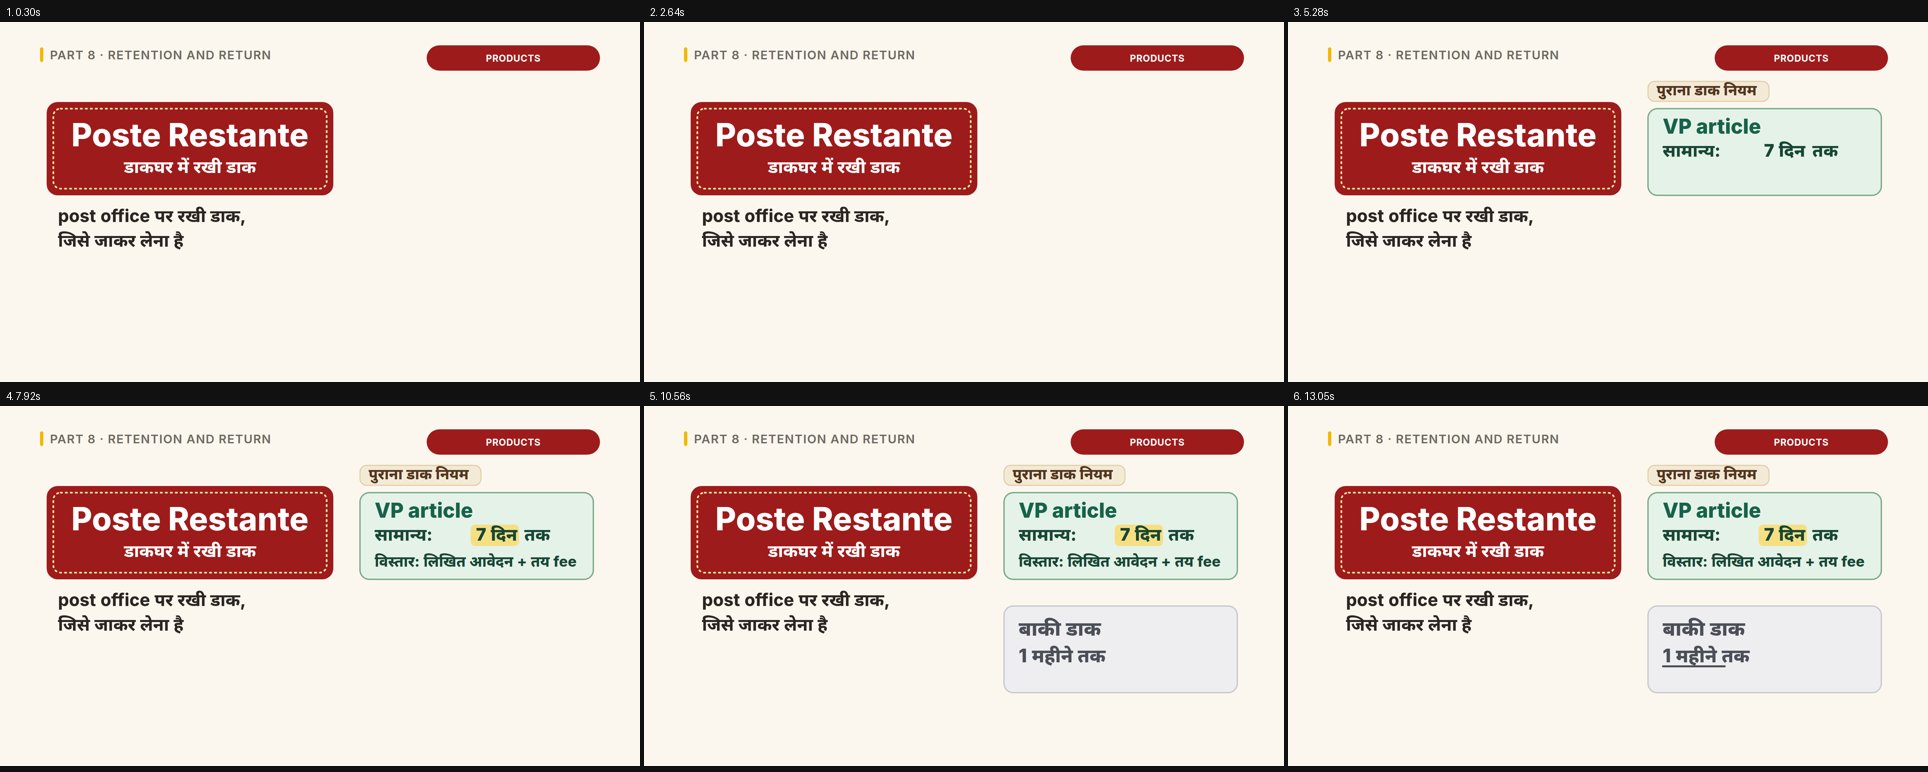 1. 0.30s
PART 8 · RETENTION AND RETURN
PRODUCTS
Poste Restante
डाकघर में रखी डाक
post office पर रखी डाक,
जिसे जाकर लेना है
2. 2.64s
PART 8 · RETENTION AND RETURN
PRODUCTS
Poste Restante
डाकघर में रखी डाक
post office पर रखी डाक,
जिसे जाकर लेना है
3. 5.28s
PART 8 · RETENTION AND RETURN
PRODUCTS
Poste Restante
डाकघर में रखी डाक
post office पर रखी डाक,
जिसे जाकर लेना है
पुराना डाक नियम
VP article
सामान्य: 7 दिन तक
4. 7.92s
PART 8 · RETENTION AND RETURN
PRODUCTS
Poste Restante
डाकघर में रखी डाक
post office पर रखी डाक,
जिसे जाकर लेना है
पुराना डाक नियम
VP article
सामान्य: 7 दिन तक
विस्तार: लिखित आवेदन + तय fee
5. 10.56s
PART 8 · RETENTION AND RETURN
PRODUCTS
Poste Restante
डाकघर में रखी डाक
post office पर रखी डाक,
जिसे जाकर लेना है
पुराना डाक नियम
VP article
सामान्य: 7 दिन तक
विस्तार: लिखित आवेदन + तय fee
बाकी डाक
1 महीने तक
6. 13.05s
PART 8 · RETENTION AND RETURN
PRODUCTS
Poste Restante
डाकघर में रखी डाक
post office पर रखी डाक,
जिसे जाकर लेना है
पुराना डाक नियम
VP article
सामान्य: 7 दिन तक
विस्तार: लिखित आवेदन + तय fee
बाकी डाक
1 महीने तक